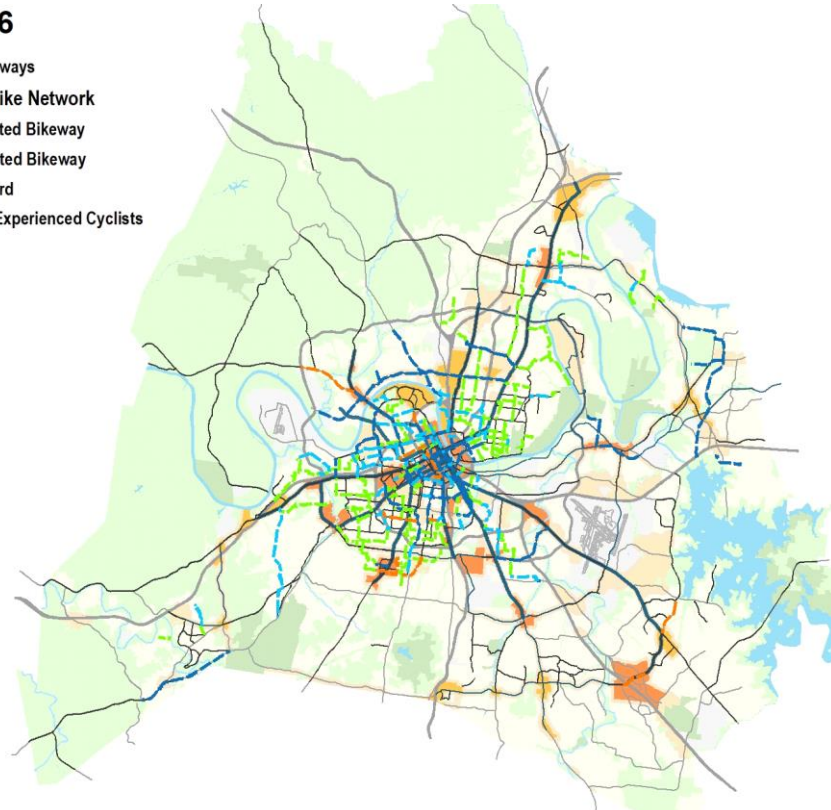 6
ways
ike Network
ted Bikeway
ted Bikeway
rd
Experienced Cyclists